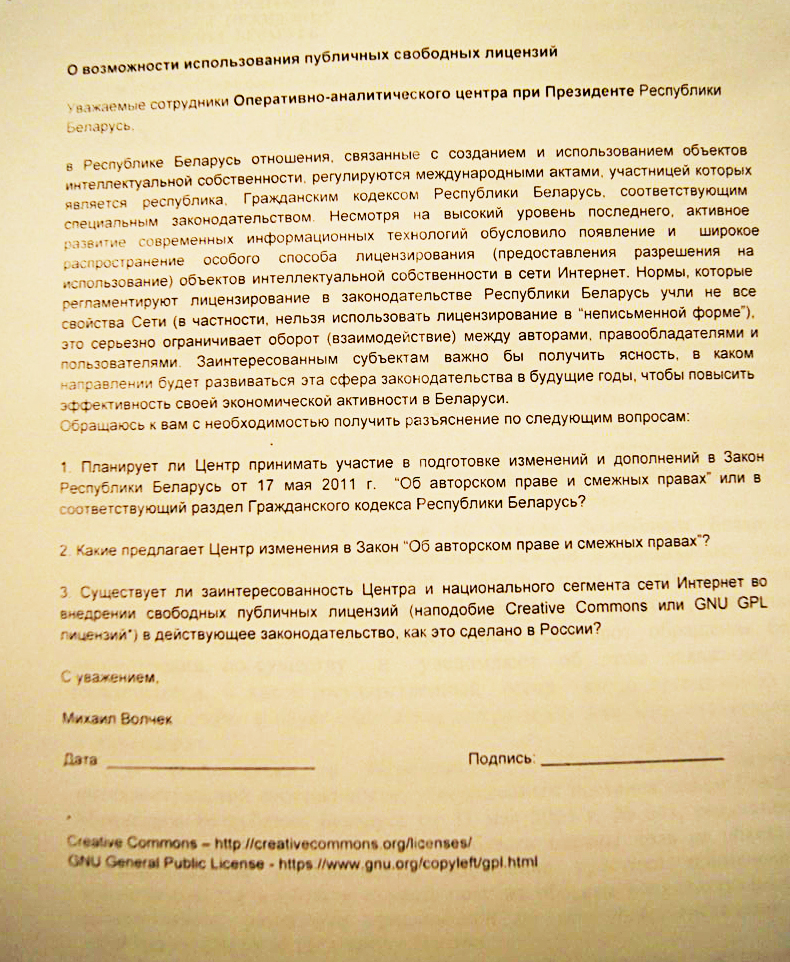 О возможности использования публичных свободных лицензий
Уважаемые сотрудники Оперативно-аналитического центра при Президенте Республики
Беларусь,
в Республике Беларусь отношения, связанные с созданием и использованием объектов
интеллектуальной собственности, регулируются международными актами, участницей которых
является республика, Гражданским кодексом Республики Беларусь, соответствующим
специальным законодательством. Несмотря на высокий уровень последнего, активное
развитие современных информационных технологий обусловило появление и широкое
распространение особого способа лицензирования (предоставления разрешения на
использование) объектов интеллектуальной собственности в сети Интернет. Нормы, которые
регламентируют лицензирование в законодательстве Республики Беларусь учли не все
свойства Сети (в частности, нельзя использовать лицензирование в “неписьменной форме”),
это серьезно ограничивает оборот (взаимодействие) между авторами, правообладателями и
пользователями. Заинтересованным субъектам важно бы получить ясность, в каком
направлении будет развиваться эта сфера законодательства в будущие годы, чтобы повысить
эффективность своей экономической активности в Беларуси.
Обращаюсь к вам с необходимостью получить разъяснение по следующим вопросам:
1. Планирует ли Центр принимать участие в подготовке изменений и дополнений в Закон
Республики Беларусь от 17 мая 2011 г. “Об авторском праве и смежных правах” или в
соответствующий раздел Гражданского кодекса Республики Беларусь?
2. Какие предлагает Центр изменения в Закон “Об авторском праве и смежных правах”?
3. Существует ли заинтересованность Центра и национального сегмента сети Интернет во
внедрении свободных публичных лицензий (наподобие Creative Commons или GNU GPL
лицензий*) в действующее законодательство, как это сделано в России?
С уважением,
Михаил Волчек
Дата Подпись:
Creative Commons – http://creativecommons.org/licenses/
GNU General Public License - https://www.gnu.org/copyleft/gpl.html